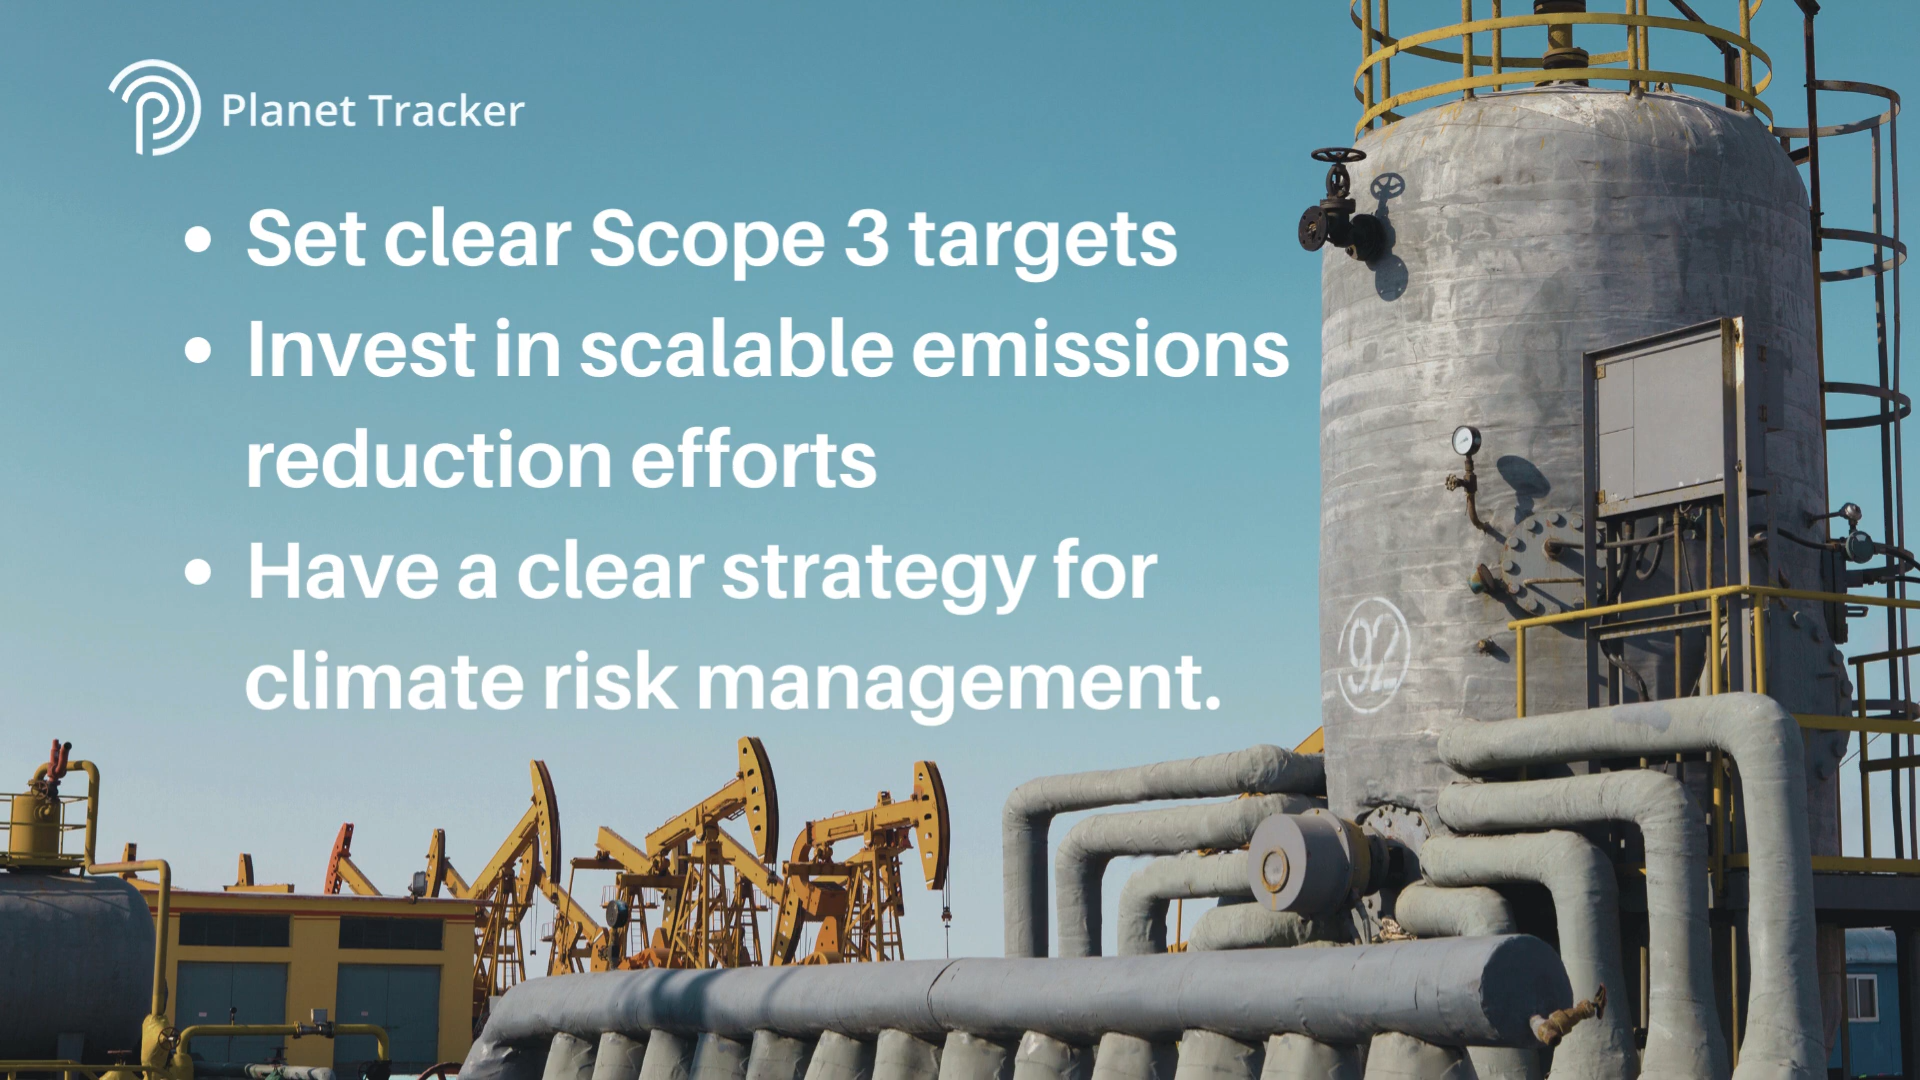 Planet Tracker
• Set clear Scope 3 targets
• Invest in scalable emissions
reduction efforts
• Have a clear strategy for
climate risk management.
92